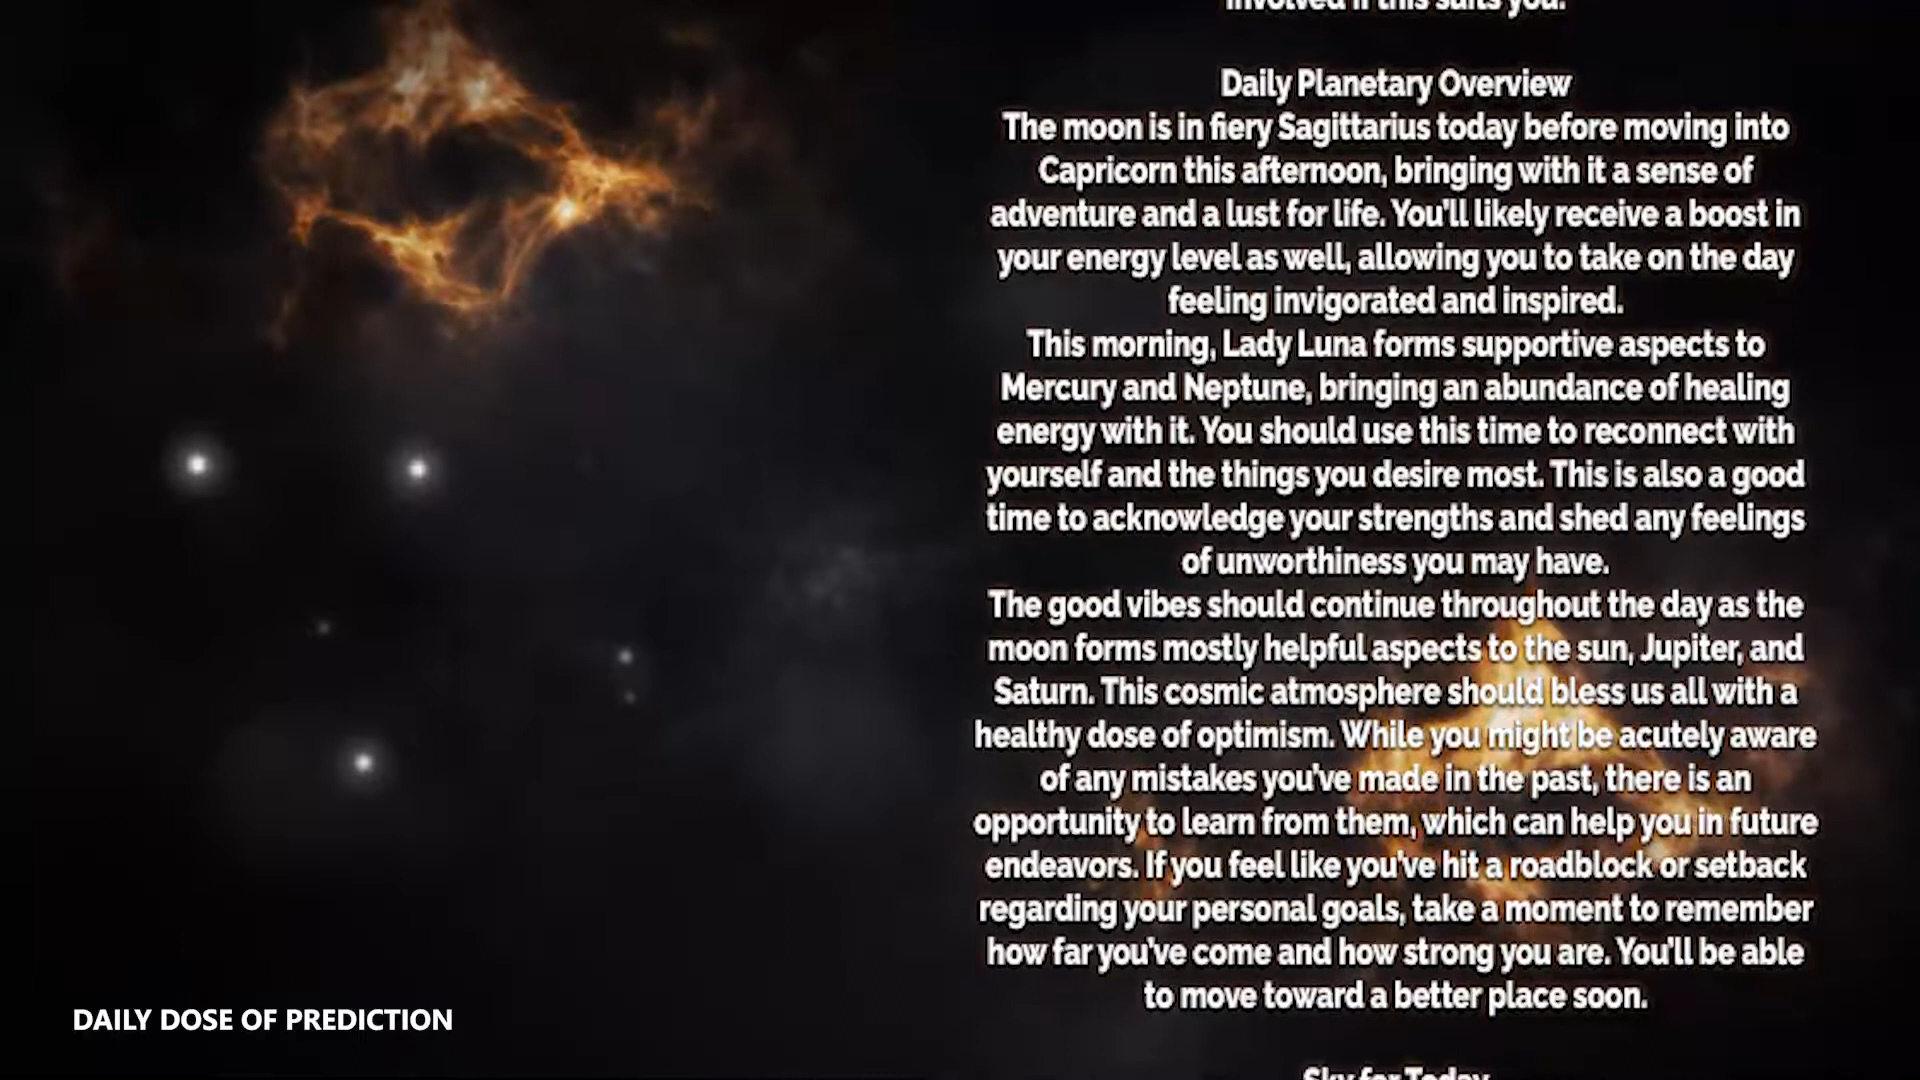 involved if this suits you.
Daily Planetary Overview
The moon is in fiery Sagittarius today before moving into
Capricorn this afternoon, bringing with it a sense of
adventure and a lust for life. You'll likely receive a boost in
your energy level as well, allowing you to take on the day
feeling invigorated and inspired.
This morning, Lady Luna forms supportive aspects to
Mercury and Neptune, bringing an abundance of healing
energy with it. You should use this time to reconnect with
yourself and the things you desire most. This is also a good
time to acknowledge your strengths and shed any feelings
of unworthiness you may have.
The good vibes should continue throughout the day as the
moon forms mostly helpful aspects to the sun, Jupiter, and
Saturn. This cosmic atmosphere should bless us all with a
healthy dose of optimism. While you might be acutely aware
of any mistakes you've made in the past, there is an
opportunity to learn from them, which can help you in future
endeavors. If you feel like you've hit a roadblock or setback
regarding your personal goals, take a moment to remember
how far you've come and how strong you are. You'll be able
to move toward a better place soon.
Sky for Today
DAILY DOSE OF PREDICTION